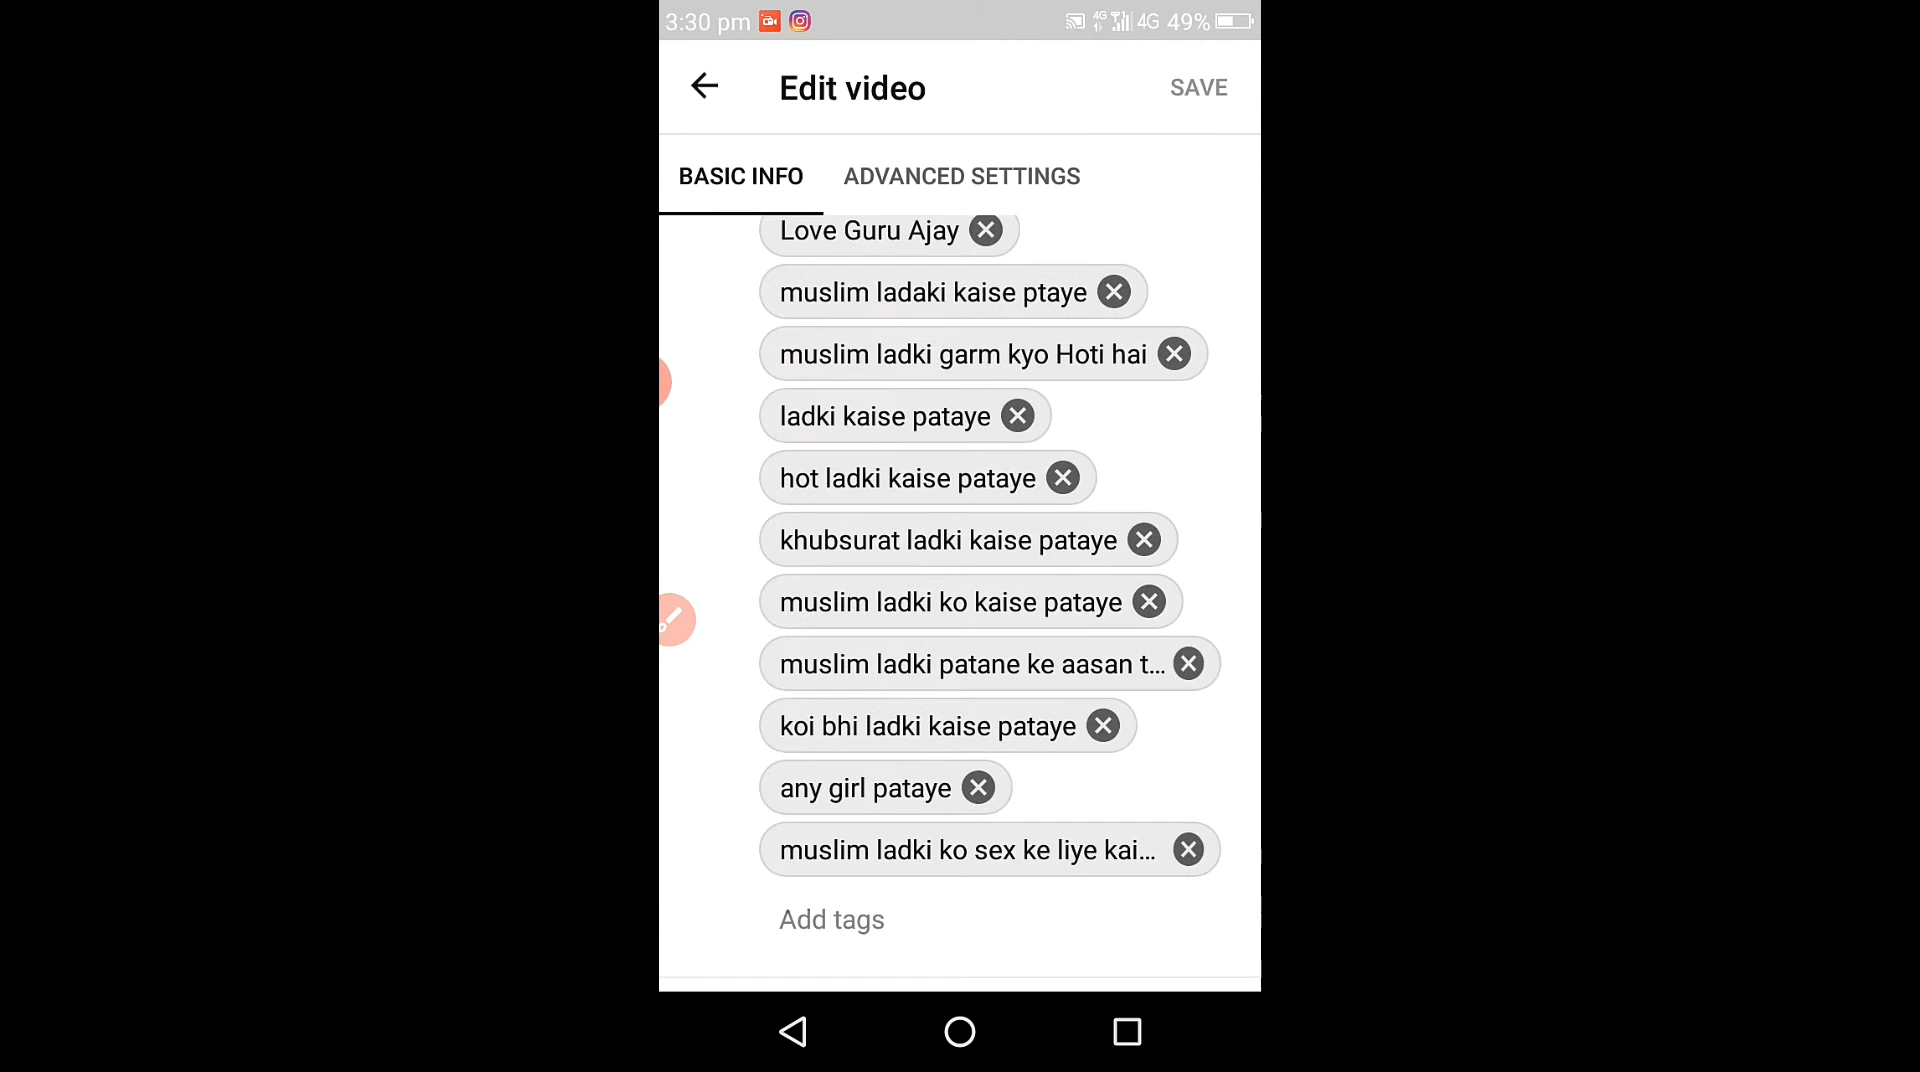 3:30 pm 4G 4G 49%
Edit video SAVE
BASIC INFO ADVANCED SETTINGS
Love Guru Ajay
muslim ladaki kaise ptaye
muslim ladki garm kyo Hoti hai
ladki kaise pataye
hot ladki kaise pataye
khubsurat ladki kaise pataye
muslim ladki ko kaise pataye
muslim ladki patane ke aasan t...
koi bhi ladki kaise pataye
any girl pataye
muslim ladki ko sex ke liye kai...
Add tags